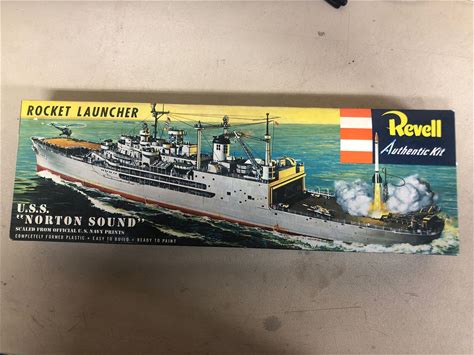 ROCKET LAUNCHER
Revell
Authentic Kit
U.S.S.
"NORTON SOUND"
SCALED FROM OFFICIAL U.S. NAVY PRINTS
COMPLETELY FORMED PLASTIC • EASY TO BUILD • READY TO PAINT